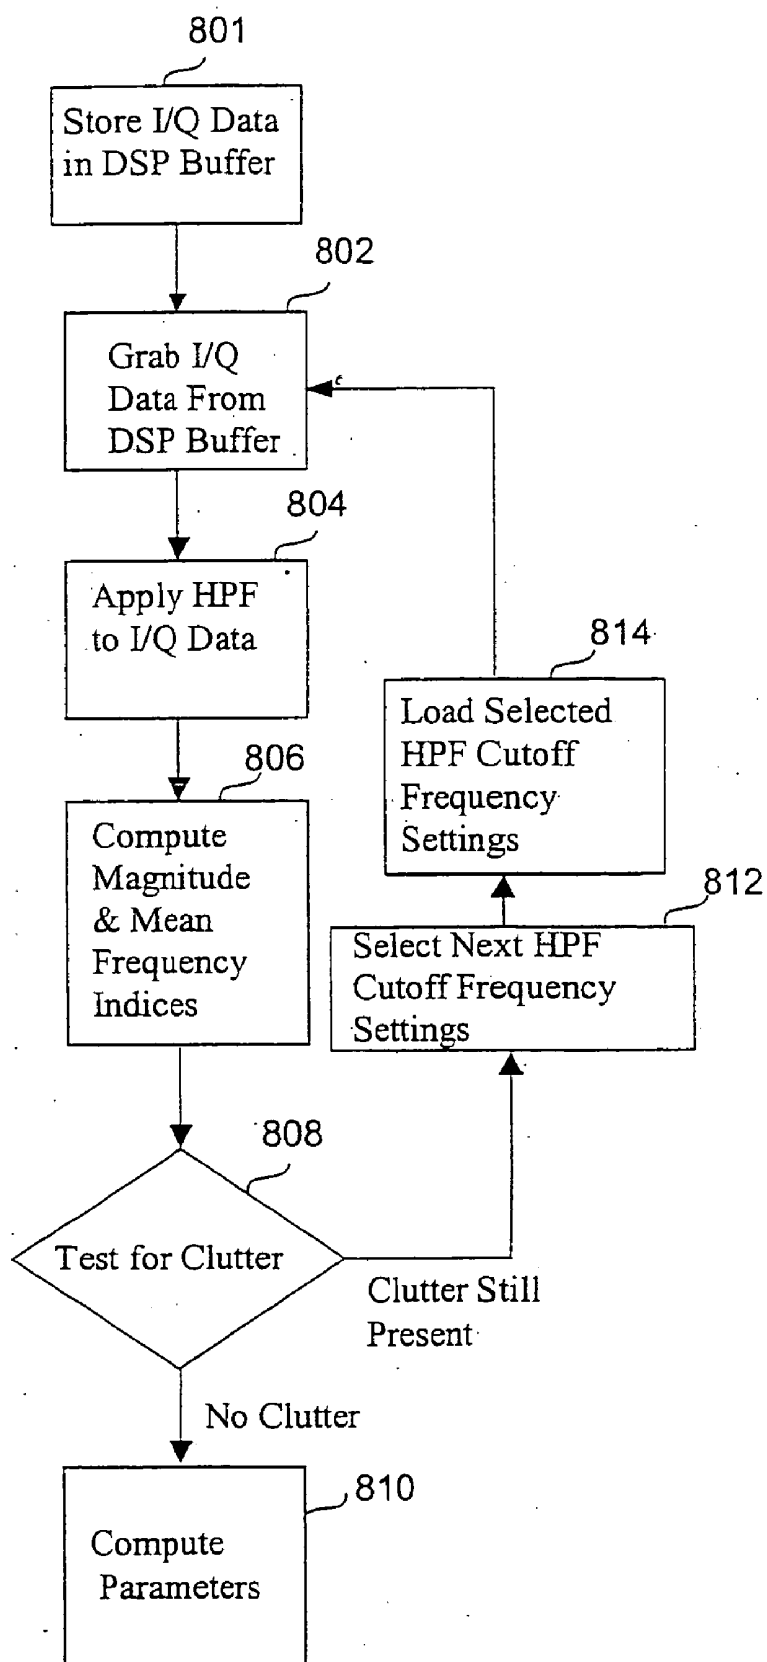 801
Store I/Q Data
in DSP Buffer
802
Grab I/Q
Data From
DSP Buffer
804
Apply HPF
to I/Q Data
814
Load Selected
HPF Cutoff
Frequency
Settings
806
Compute
Magnitude
& Mean
Frequency
Indices
812
Select Next HPF
Cutoff Frequency
Settings
808
Test for Clutter
Clutter Still
Present
No Clutter
810
Compute
Parameters